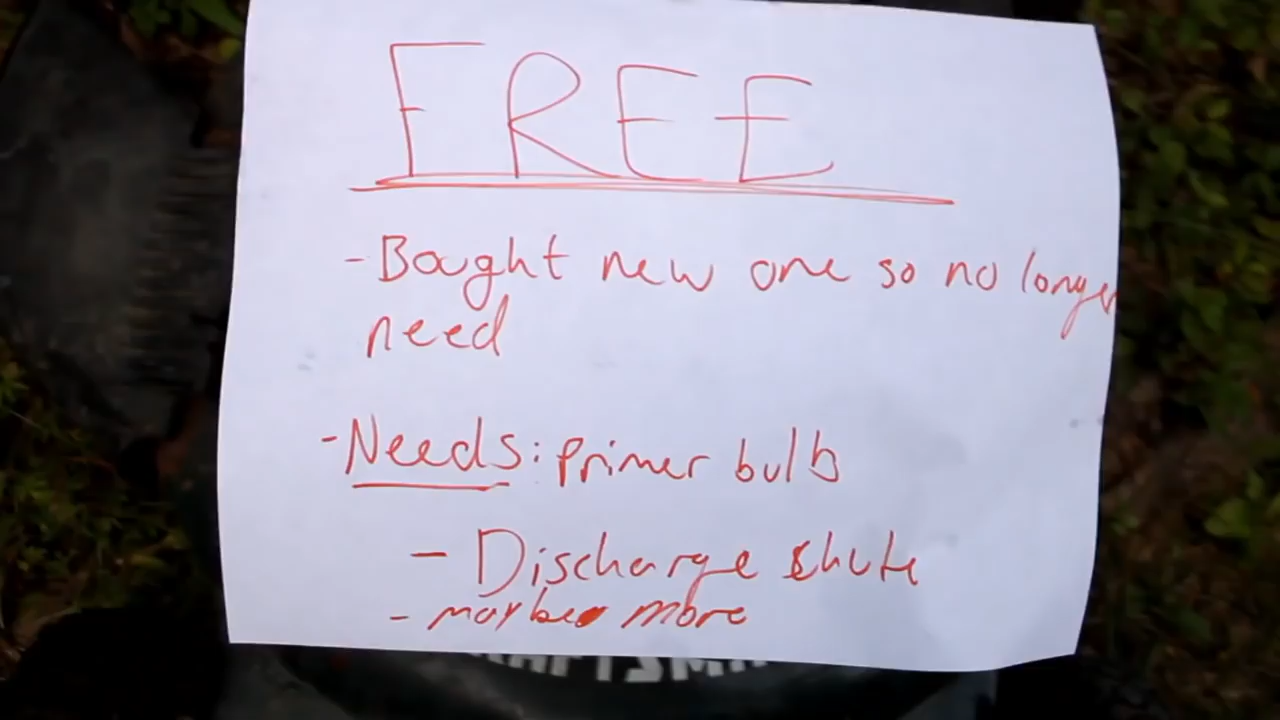 FREE
- Bought new one so no longer
need
- Needs: primer bulb
- Discharge chute
- maybe more